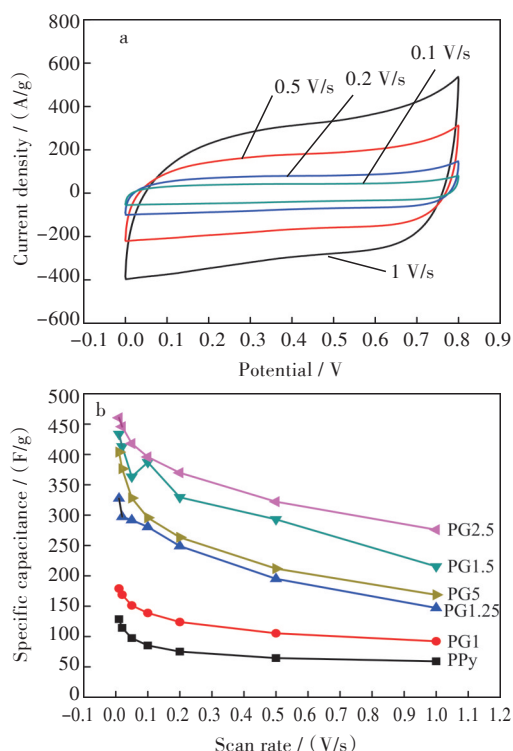 a
800
600
400
200
0
−200
−400
−600
Current density / (A/g)
0.5 V/s
0.2 V/s
0.1 V/s
1 V/s
−0.1 0.0 0.1 0.2 0.3 0.4 0.5 0.6 0.7 0.8 0.9
Potential / V
b
500
450
400
350
300
250
200
150
100
50
0
Specific capacitance / (F/g)
PG2.5
PG1.5
PG5
PG1.25
PG1
PPy
−0.1 0.0 0.1 0.2 0.3 0.4 0.5 0.6 0.7 0.8 0.9 1.0 1.1 1.2
Scan rate / (V/s)